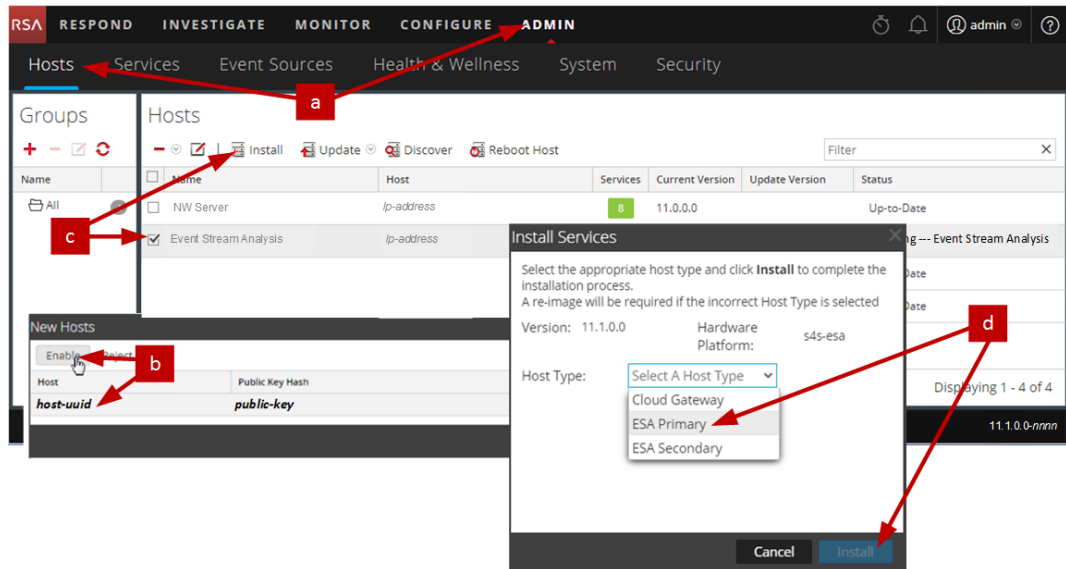 RSA RESPOND INVESTIGATE MONITOR CONFIGURE ADMIN admin
Hosts Services Event Sources Health & Wellness System Security
a
Groups
Hosts
Install Update Discover Reboot Host
Filter
Name
Name Host Services Current Version Update Version Status
All
NW Server Ip-address 8 11.0.0.0 Up-to-Date
c
Event Stream Analysis Ip-address
ng --- Event Stream Analysis
Date
Date
Install Services
Select the appropriate host type and click Install to complete the
installation process.
A re-image will be required if the incorrect Host Type is selected
Version: 11.1.0.0 Hardware
Platform: s4s-esa
d
Host Type: Select A Host Type
Cloud Gateway
ESA Primary
ESA Secondary
New Hosts
Enable Reject
b
Host Public Key Hash
host-uuid public-key
Displaying 1 - 4 of 4
11.1.0.0-nnnn
Cancel Install